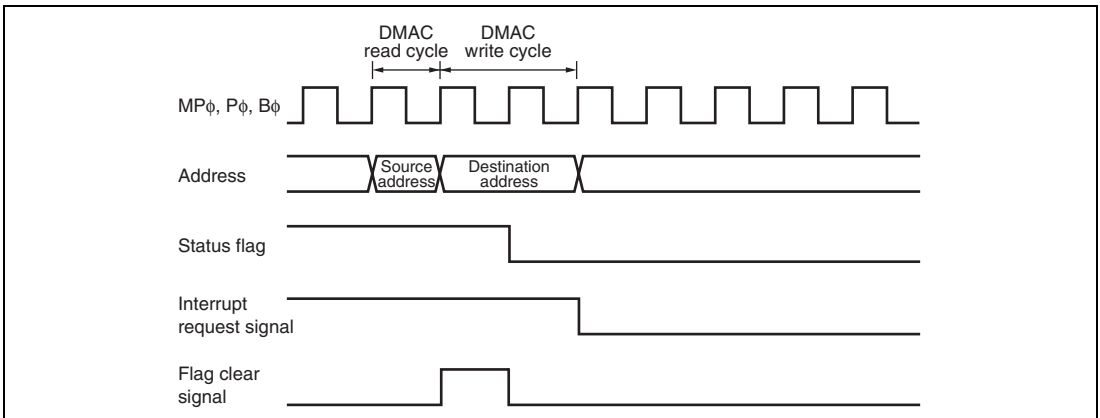 DMAC
read cycle
DMAC
write cycle
MPφ, Pφ, Bφ
Address
Source
address
Destination
address
Status flag
Interrupt
request signal
Flag clear
signal